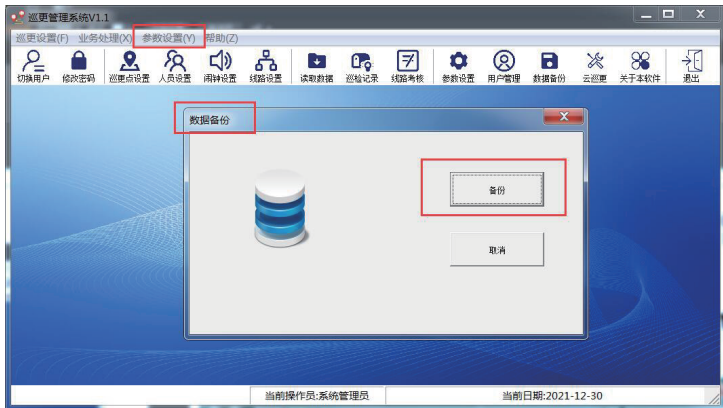 巡更管理系统V1.1
巡更设置(F) 业务处理(X) 参数设置(Y) 帮助(Z)
切换用户 修改密码 巡更点设置 人员设置 闹钟设置 线路设置 读取数据 巡检记录 线路考核 参数设置 用户管理 数据备份 云巡更 关于本软件 退出
数据备份
备份
取消
当前操作员:系统管理员 当前日期:2021-12-30